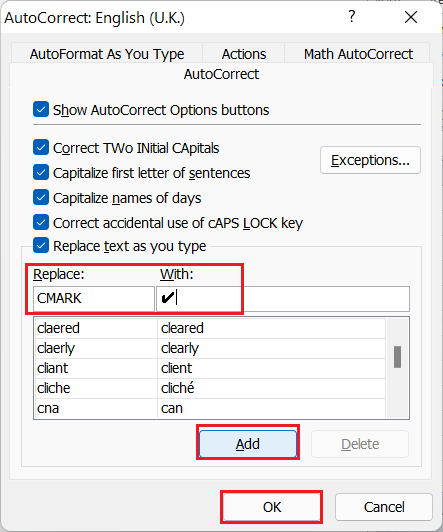 AutoCorrect: English (U.K.) ?
AutoFormat As You Type Actions Math AutoCorrect
AutoCorrect
Show AutoCorrect Options buttons
Correct TWo INitial CApitals
Capitalize first letter of sentences Exceptions...
Capitalize names of days
Correct accidental use of cAPS LOCK key
Replace text as you type
Replace: With:
CMARK ✔
claered cleared
claerly clearly
cliant client
cliche cliché
cna can
Add Delete
OK Cancel